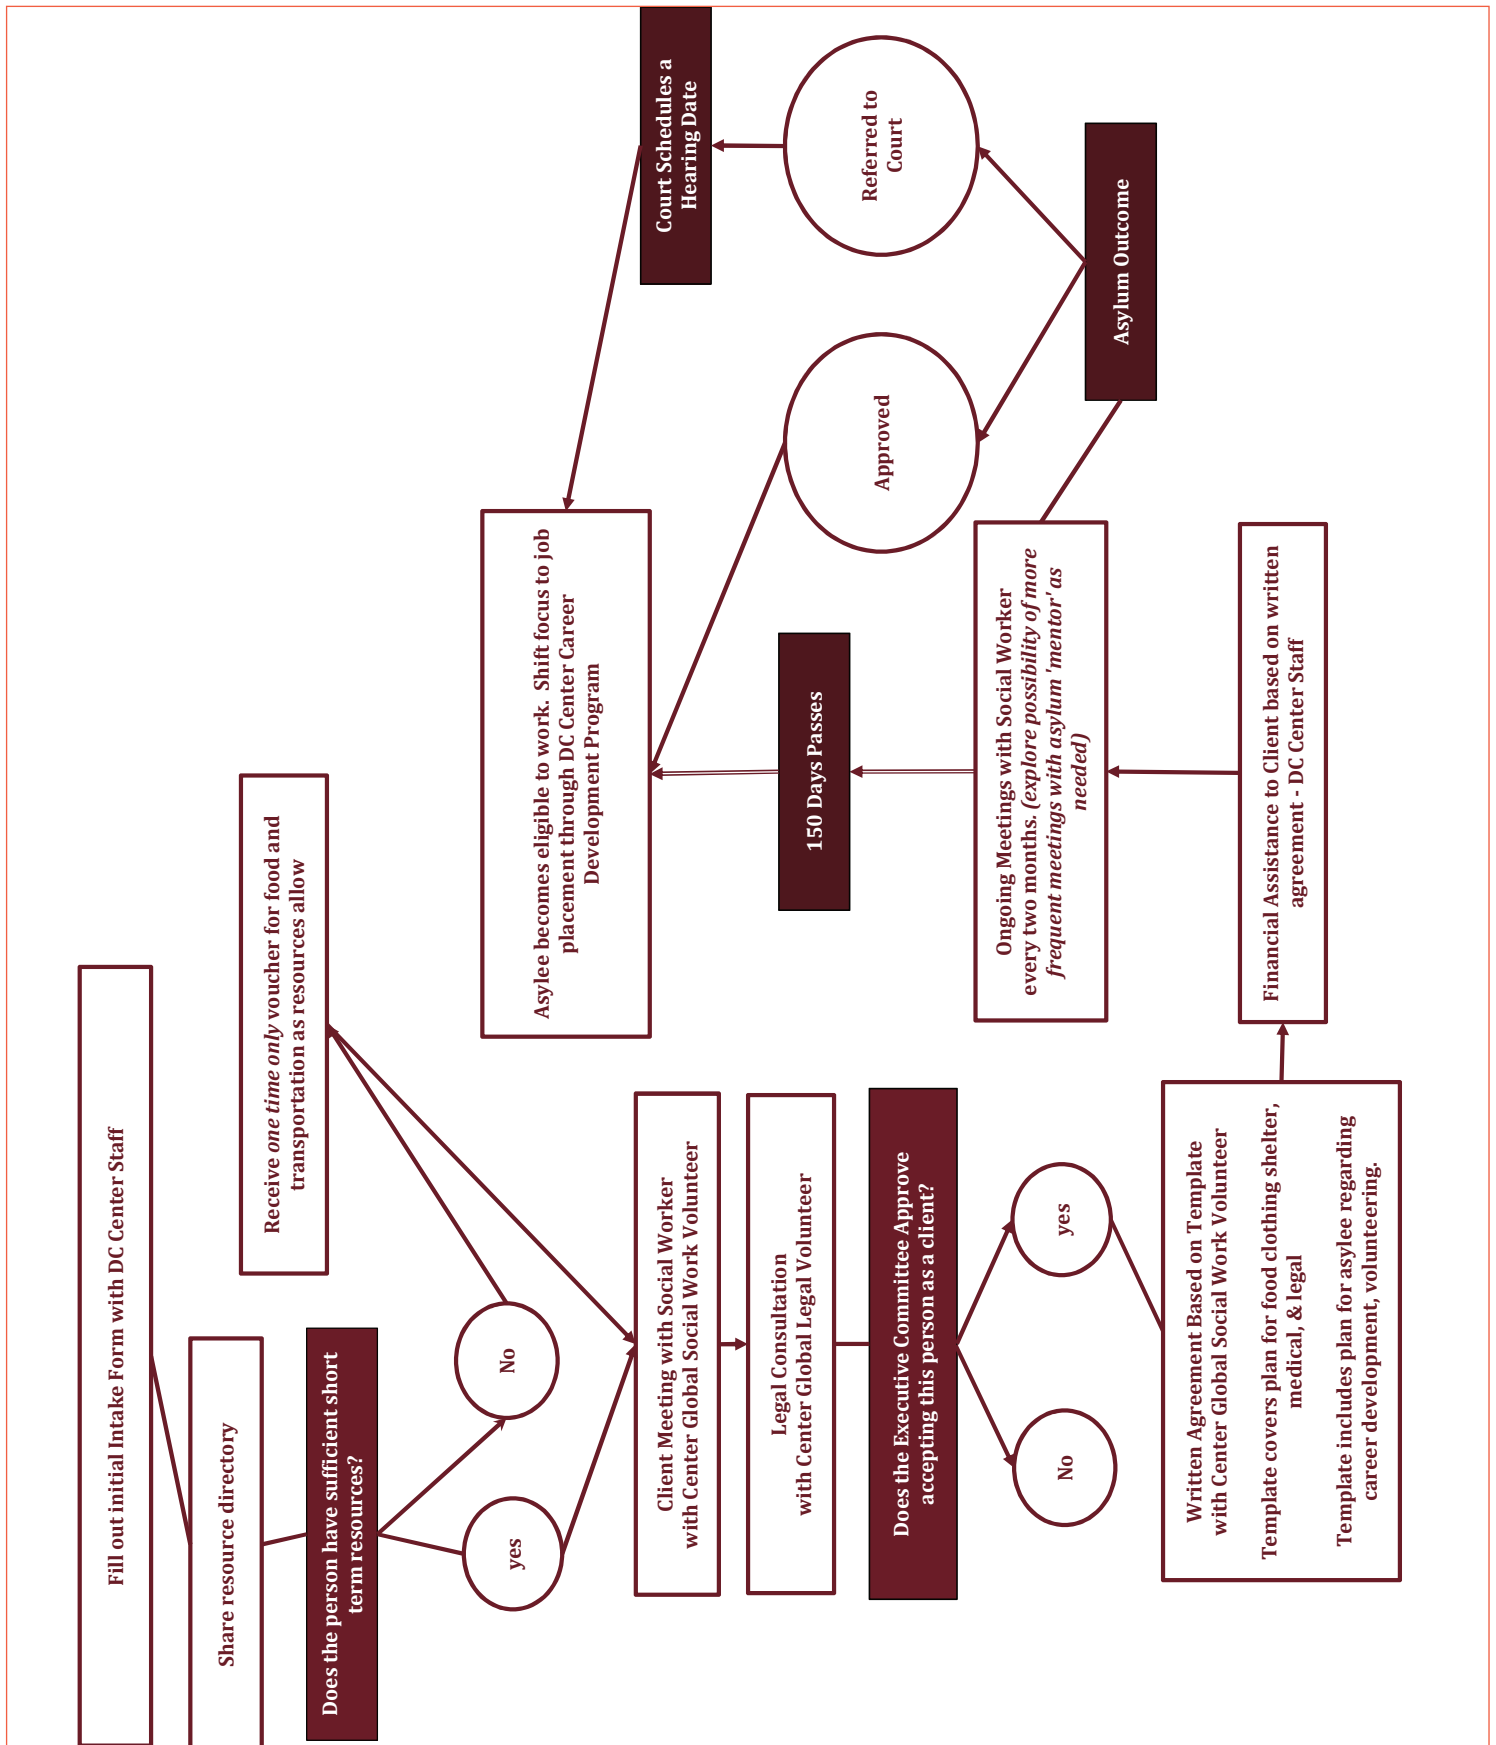 Fill out initial Intake Form with DC Center Staff
Share resource directory
Does the person have sufficient short
term resources?
yes
No
Receive one time only voucher for food and
transportation as resources allow
Client Meeting with Social Worker
with Center Global Social Work Volunteer
Legal Consultation
with Center Global Legal Volunteer
Does the Executive Committee Approve
accepting this person as a client?
No
yes
Written Agreement Based on Template
with Center Global Social Work Volunteer
Template covers plan for food clothing shelter,
medical, & legal
Template includes plan for asylee regarding
career development, volunteering.
Financial Assistance to Client based on written
agreement - DC Center Staff
Ongoing Meetings with Social Worker
every two months. (explore possibility of more
frequent meetings with asylum 'mentor' as
needed)
150 Days Passes
Asylee becomes eligible to work.  Shift focus to job
placement through DC Center Career
Development Program
Asylum Outcome
Approved
Referred to
Court
Court Schedules a
Hearing Date